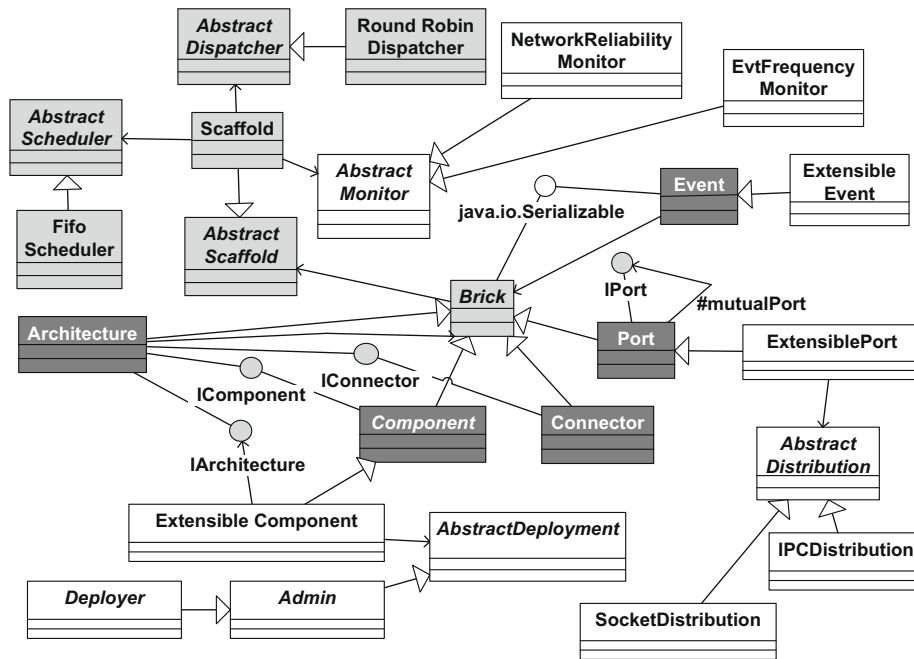 Abstract
Dispatcher
Round Robin
Dispatcher
NetworkReliability
Monitor
EvtFrequency
Monitor
Abstract
Scheduler
Scaffold
Abstract
Monitor
Event
Extensible
Event
java.io.Serializable
Fifo
Scheduler
Abstract
Scaffold
Brick
IPort
#mutualPort
Architecture
Port
ExtensiblePort
IComponent
IConnector
Component
Connector
IArchitecture
Abstract
Distribution
Extensible Component
AbstractDeployment
IPCDistribution
Deployer
Admin
SocketDistribution